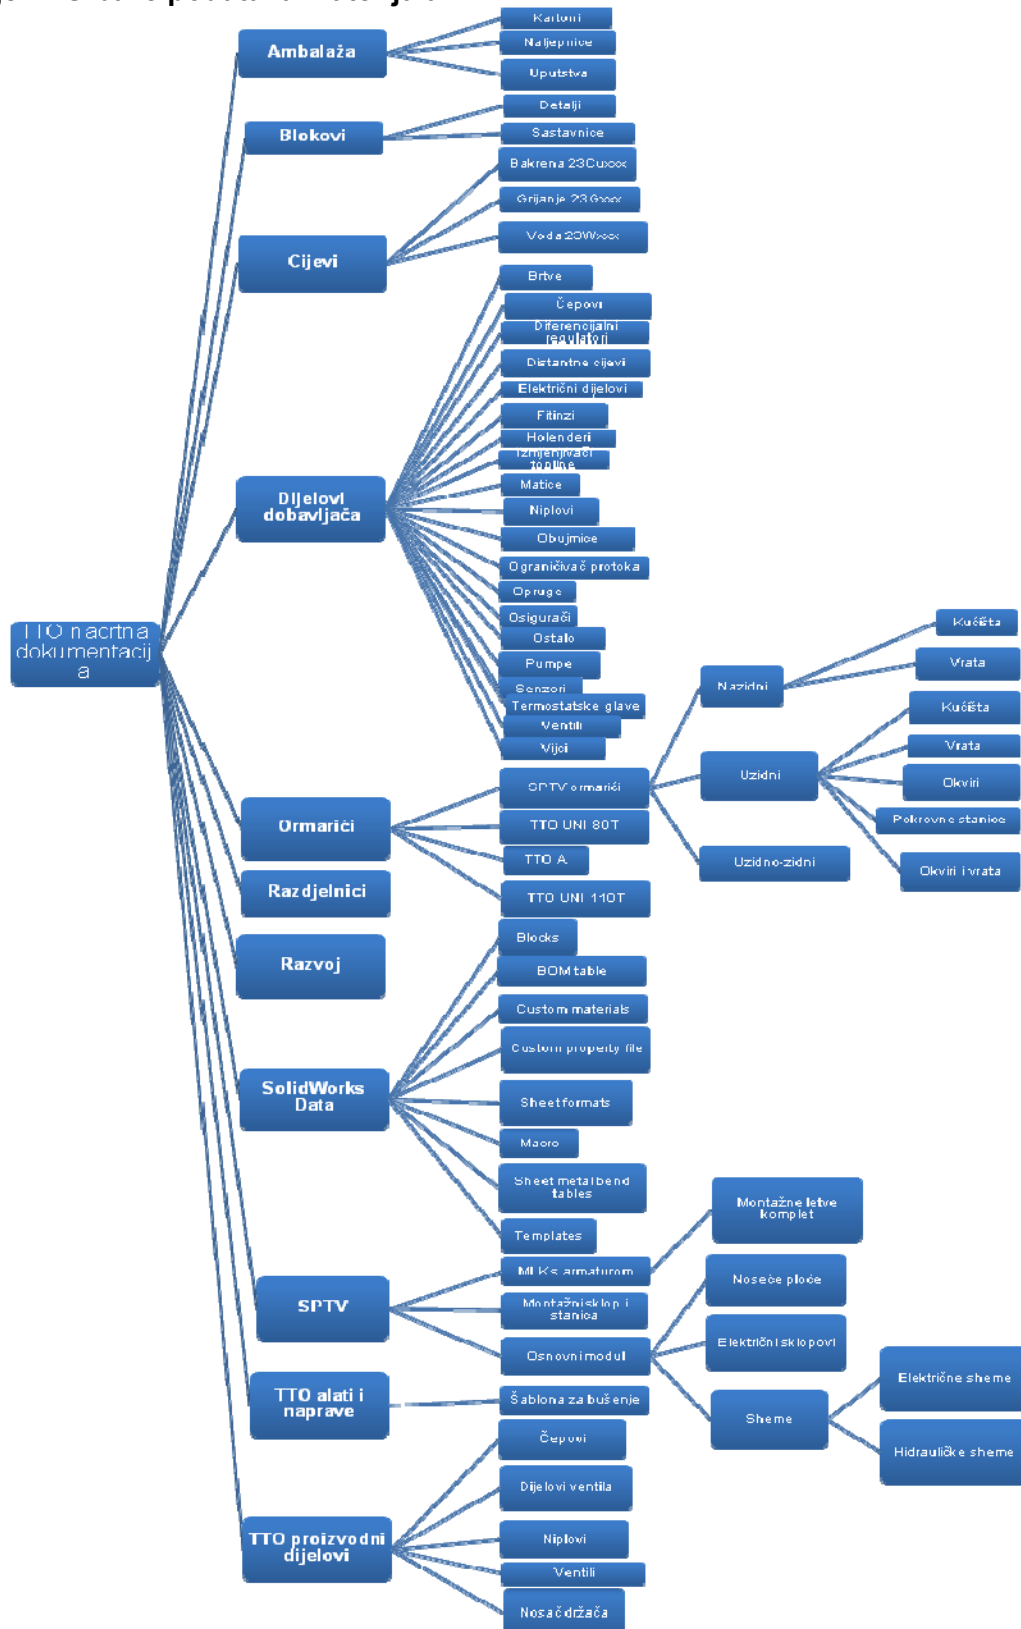 Kartoni
Ambalaža
Naljepnice
Uputstva
Detalji
Blokovi
Sastavnice
Bakrena 23Cuxxx
Grijanje 23Gxxx
Voda 23Wxxx
Cijevi
Brtve
Čepovi
Diferencijalni
regulatori
Distantne cijevi
Električni dijelovi
Fitinzi
Holenderi
Izmjenjivači
topline
Matice
Dijelovi
dobavljača
Niplovi
Obujmice
Ograničivač protoka
Opruge
Osigurači
Ostalo
Pumpe
Senzori
Termostatske glave
Ventili
Vijci
TTO nacrtna
dokumentacij
a
Kućišta
Nazidni
Vrata
Kućišta
Vrata
Uzidni
Okviri
Pokrovne stanice
Okviri i vrata
Uzidno-zidni
SPTV ormarići
Ormarići
TTO UNI 80T
TTO A
TTO UNI 110T
Razdjelnici
Razvoj
Blocks
BOM table
Custom materials
Custom property file
SolidWorks
Data
Sheet formats
Macro
Sheet metal bend
tables
Templates
MLK s armaturom
Montažne letve
komplet
SPTV
Montažni sklop i
stanica
Osnovni modul
Noseće ploče
Električni sklopovi
Sheme
Električne sheme
Hidrauličke sheme
TTO alati i
naprave
Šablona za bušenje
Čepovi
Dijelovi ventila
TTO proizvodni
dijelovi
Niplovi
Ventili
Nosač držača